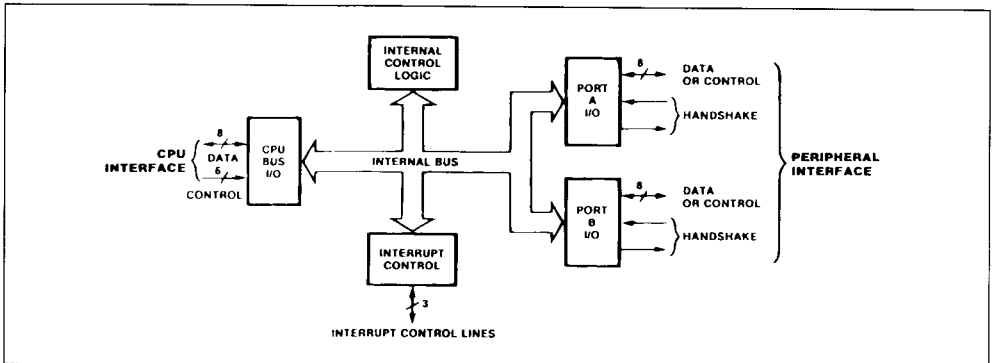 INTERNAL
CONTROL
LOGIC
CPU
INTERFACE
8
DATA
6
CONTROL
CPU
BUS
I/O
INTERNAL BUS
INTERRUPT
CONTROL
3
INTERRUPT CONTROL LINES
PORT
A
I/O
8
DATA
OR CONTROL
HANDSHAKE
PORT
B
I/O
8
DATA
OR CONTROL
HANDSHAKE
PERIPHERAL
INTERFACE